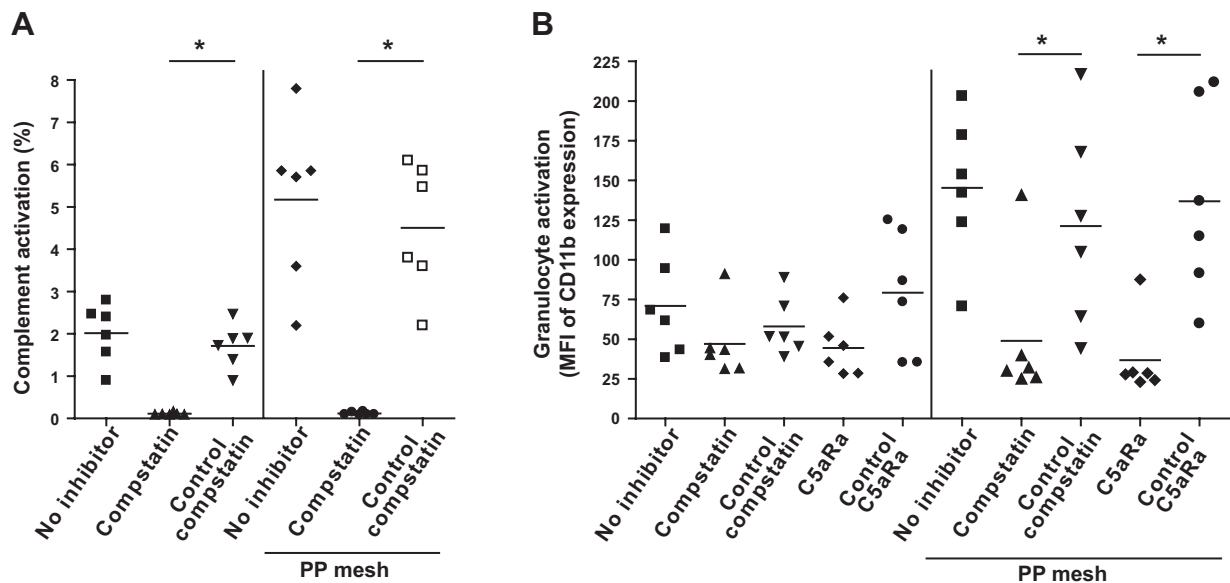 A
*
*
Complement activation (%)
8
7
6
5
4
3
2
1
0
No inhibitor
Compstatin
Control
compstatin
No inhibitor
Compstatin
Control
compstatin
PP mesh
B
*
*
Granulocyte activation
(MFI of CD11b expression)
225
200
175
150
125
100
75
50
25
0
No inhibitor
Compstatin
Control
compstatin
C5aRa
Control
C5aRa
No inhibitor
Compstatin
Control
compstatin
C5aRa
Control
C5aRa
PP mesh